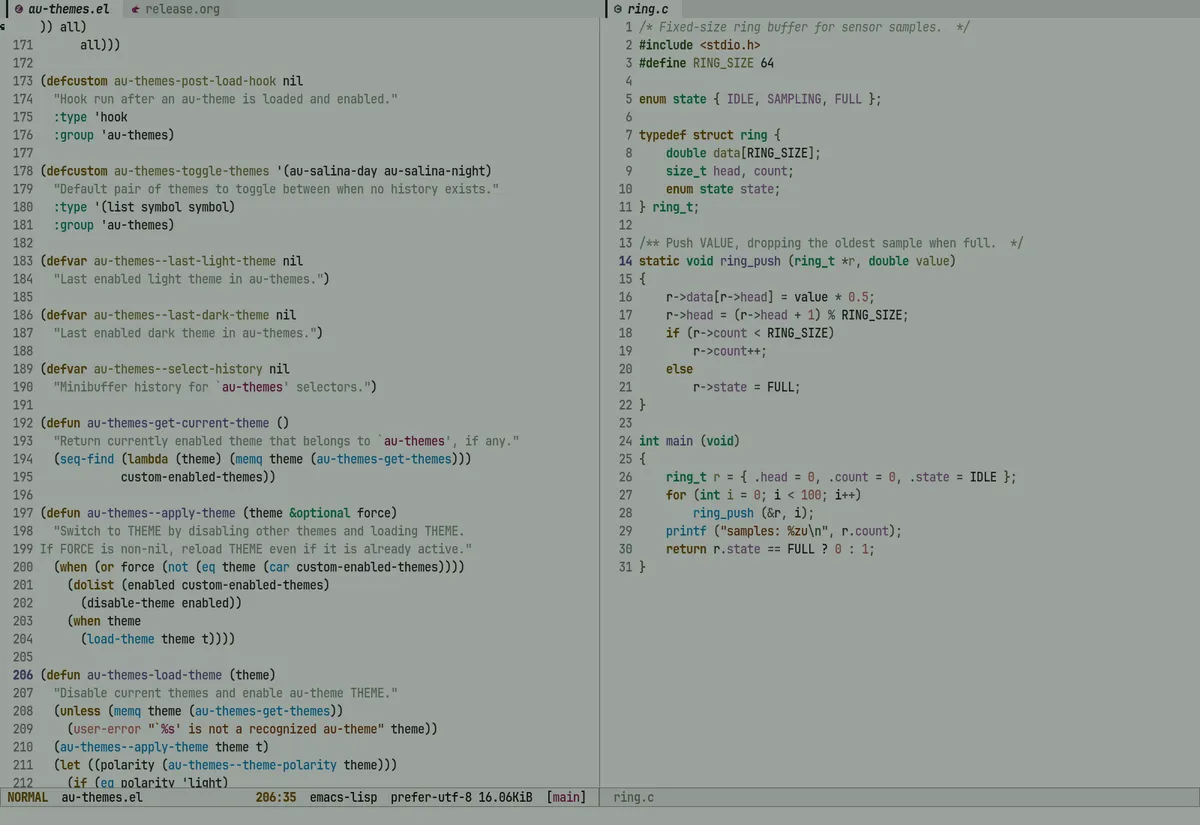 au-themes.el release.org
)) all)
171 all)))
172
173 (defcustom au-themes-post-load-hook nil
174 "Hook run after an au-theme is loaded and enabled."
175 :type 'hook
176 :group 'au-themes)
177
178 (defcustom au-themes-toggle-themes '(au-salina-day au-salina-night)
179 "Default pair of themes to toggle between when no history exists."
180 :type '(list symbol symbol)
181 :group 'au-themes)
182
183 (defvar au-themes--last-light-theme nil
184 "Last enabled light theme in au-themes.")
185
186 (defvar au-themes--last-dark-theme nil
187 "Last enabled dark theme in au-themes.")
188
189 (defvar au-themes--select-history nil
190 "Minibuffer history for `au-themes' selectors.")
191
192 (defun au-themes-get-current-theme ()
193 "Return currently enabled theme that belongs to `au-themes', if any."
194 (seq-find (lambda (theme) (memq theme (au-themes-get-themes)))
195 custom-enabled-themes))
196
197 (defun au-themes--apply-theme (theme &optional force)
198 "Switch to THEME by disabling other themes and loading THEME.
199 If FORCE is non-nil, reload THEME even if it is already active."
200 (when (or force (not (eq theme (car custom-enabled-themes))))
201 (dolist (enabled custom-enabled-themes)
202 (disable-theme enabled))
203 (when theme
204 (load-theme theme t))))
205
206 (defun au-themes-load-theme (theme)
207 "Disable current themes and enable au-theme THEME."
208 (unless (memq theme (au-themes-get-themes))
209 (user-error "`%s' is not a recognized au-theme" theme))
210 (au-themes--apply-theme theme t)
211 (let ((polarity (au-themes--theme-polarity theme)))
212 (if (eq polarity 'light)
NORMAL au-themes.el 206:35 emacs-lisp prefer-utf-8 16.06KiB [main]
ring.c
1 /* Fixed-size ring buffer for sensor samples. */
2 #include <stdio.h>
3 #define RING_SIZE 64
4
5 enum state { IDLE, SAMPLING, FULL };
6
7 typedef struct ring {
8 double data[RING_SIZE];
9 size_t head, count;
10 enum state state;
11 } ring_t;
12
13 /** Push VALUE, dropping the oldest sample when full. */
14 static void ring_push (ring_t *r, double value)
15 {
16 r->data[r->head] = value * 0.5;
17 r->head = (r->head + 1) % RING_SIZE;
18 if (r->count < RING_SIZE)
19 r->count++;
20 else
21 r->state = FULL;
22 }
23
24 int main (void)
25 {
26 ring_t r = { .head = 0, .count = 0, .state = IDLE };
27 for (int i = 0; i < 100; i++)
28 ring_push (&r, i);
29 printf ("samples: %zu\n", r.count);
30 return r.state == FULL ? 0 : 1;
31 }
ring.c